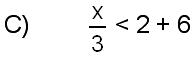 C) x/3 < 2 + 6